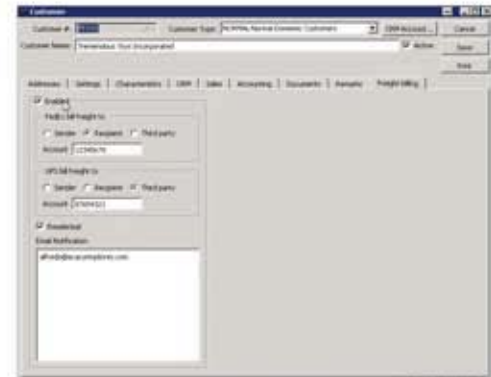 Customer
Customer #:
Customer Type: NORMAL-Normal Domestic Customers
CRM Account...
Cancel
Customer Name: Tremendous Toys Incorporated
Active
Save
Print
Addresses
Settings
Characteristics
CRM
Sales
Accounting
Documents
Remarks
Freight Billing
Enabled
FedEx bill freight to
Sender
Recipient
Third party
Account 12345678
UPS bill freight to
Sender
Recipient
Third party
Account 87654321
Residential
Email Notification